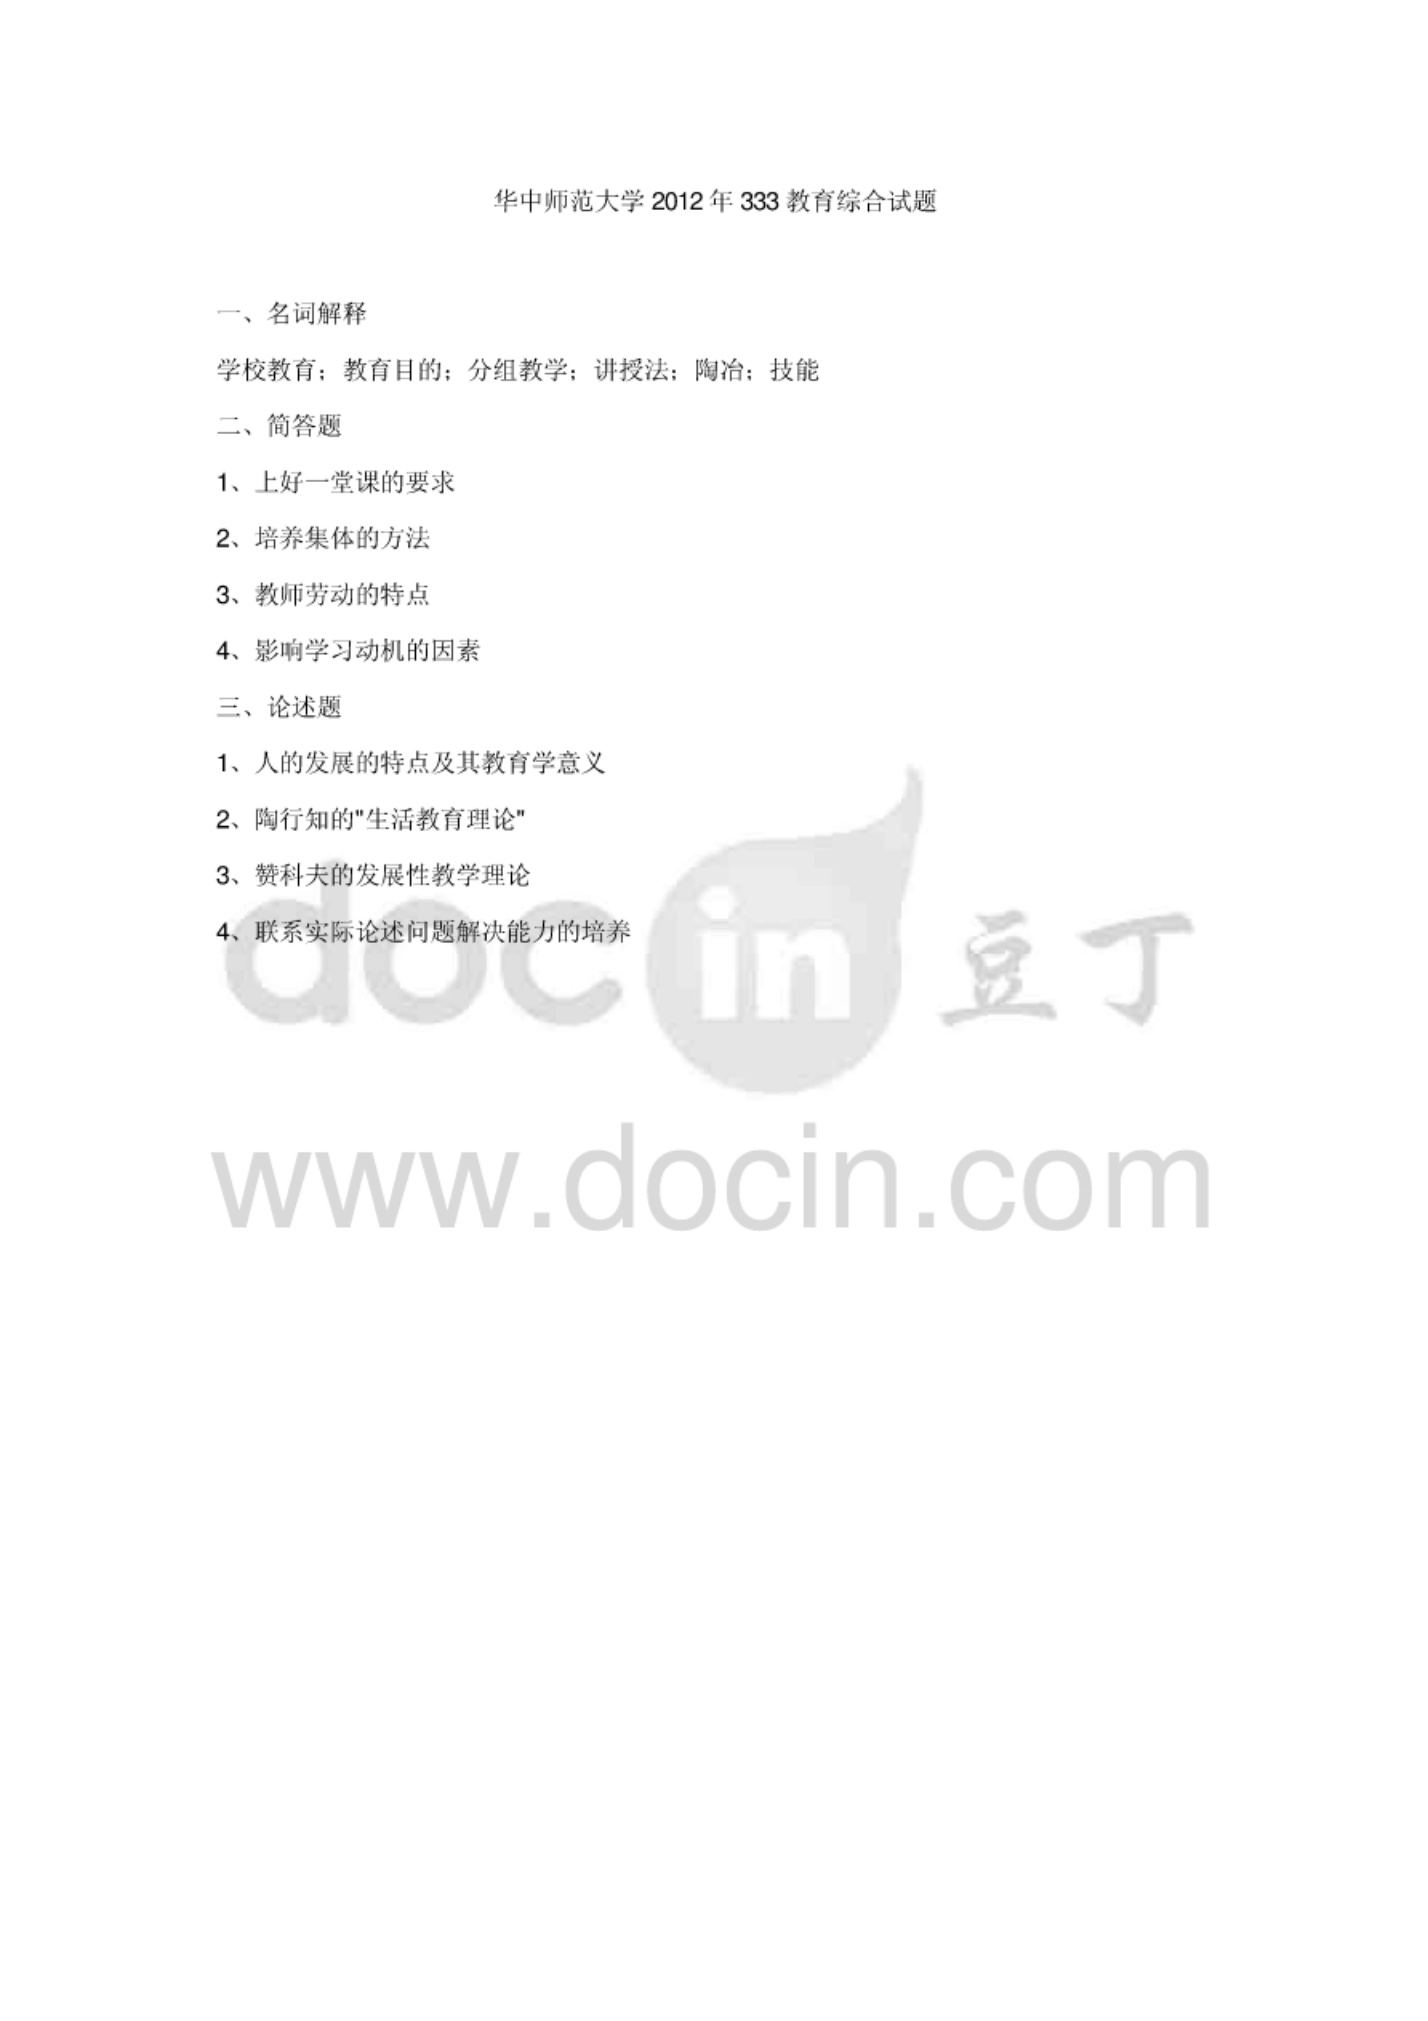 华中师范大学 2012 年 333 教育综合试题
一、名词解释
学校教育；教育目的；分组教学；讲授法；陶冶；技能
二、简答题
1、上好一堂课的要求
2、培养集体的方法
3、教师劳动的特点
4、影响学习动机的因素
三、论述题
1、人的发展的特点及其教育学意义
2、陶行知的"生活教育理论"
3、赞科夫的发展性教学理论
4、联系实际论述问题解决能力的培养
docin 豆丁
www.docin.com